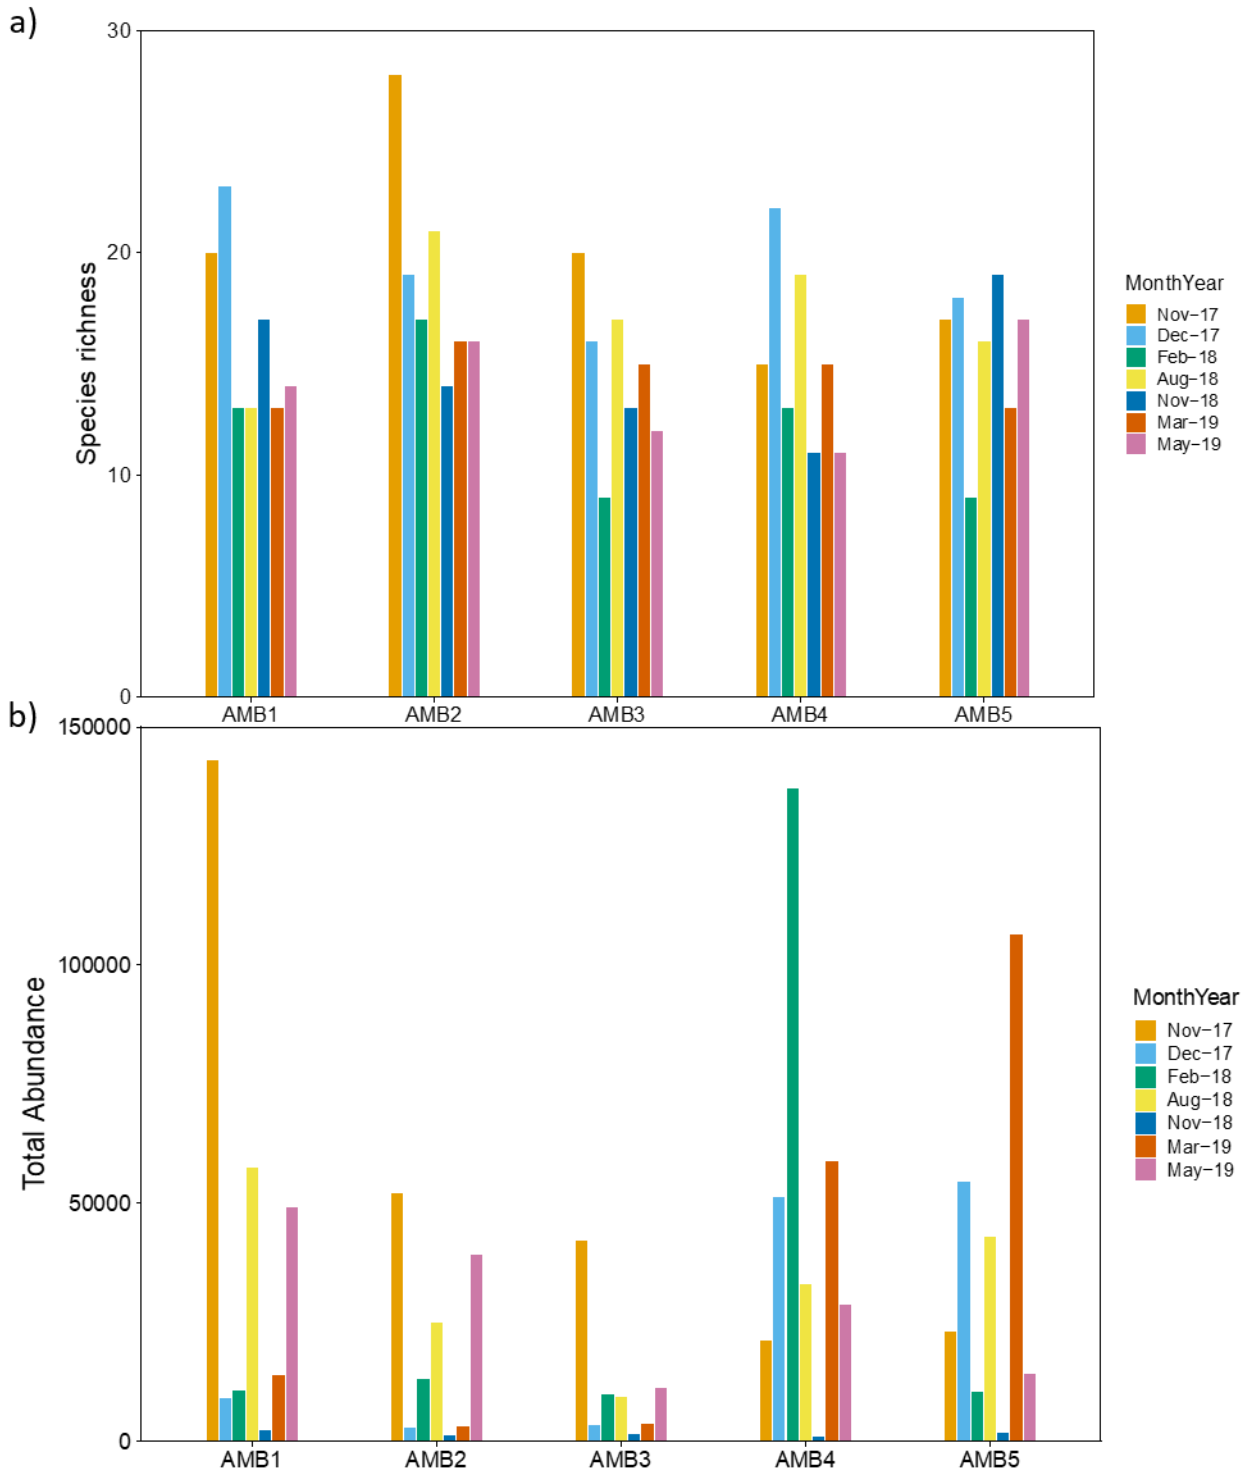 a)
30
20
10
0
Species richness
AMB1 AMB2 AMB3 AMB4 AMB5
MonthYear
Nov-17
Dec-17
Feb-18
Aug-18
Nov-18
Mar-19
May-19
b)
150000
100000
50000
0
Total Abundance
AMB1 AMB2 AMB3 AMB4 AMB5
MonthYear
Nov-17
Dec-17
Feb-18
Aug-18
Nov-18
Mar-19
May-19